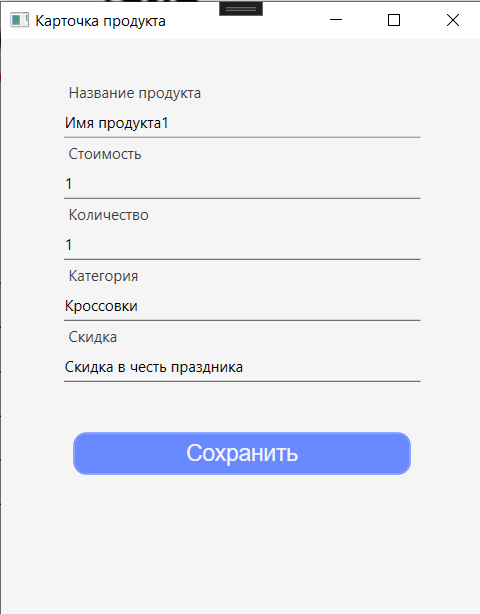 Карточка продукта
Название продукта
Имя продукта1
Стоимость
1
Количество
1
Категория
Кроссовки
Скидка
Скидка в честь праздника
Сохранить